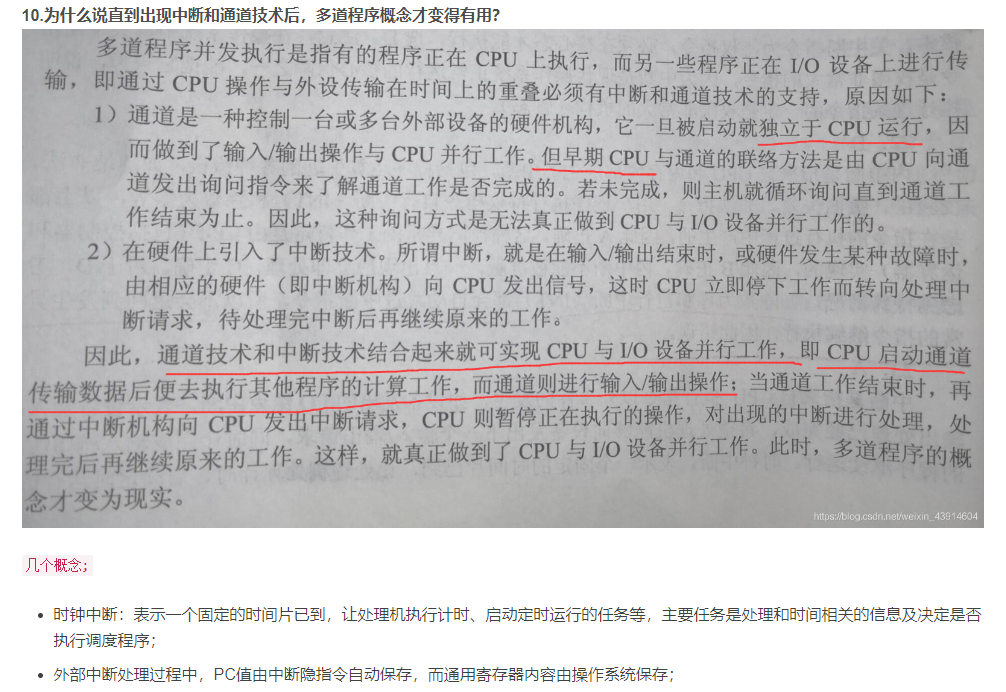 10.为什么说直到出现中断和通道技术后，多道程序概念才变得有用?
多道程序并发执行是指有的程序正在 CPU 上执行，而另一些程序正在 I/O 设备上进行传
输，即通过 CPU 操作与外设传输在时间上的重叠必须有中断和通道技术的支持，原因如下：
1）通道是一种控制一台或多台外部设备的硬件机构，它一旦被启动就独立于 CPU 运行，因
而做到了输入/输出操作与 CPU 并行工作。但早期 CPU 与通道的联络方法是由 CPU 向通
道发出询问指令来了解通道工作是否完成的。若未完成，则主机就循环询问直到通道工
作结束为止。因此，这种询问方式是无法真正做到 CPU 与 I/O 设备并行工作的。
2）在硬件上引入了中断技术。所谓中断，就是在输入/输出结束时，或硬件发生某种故障时，
由相应的硬件（即中断机构）向 CPU 发出信号，这时 CPU 立即停下工作而转向处理中
断请求，待处理完中断后再继续原来的工作。
因此，通道技术和中断技术结合起来就可实现 CPU 与 I/O 设备并行工作，即 CPU 启动通道
传输数据后便去执行其他程序的计算工作，而通道则进行输入/输出操作；当通道工作结束时，再
通过中断机构向 CPU 发出中断请求，CPU 则暂停正在执行的操作，对出现的中断进行处理，处
理完后再继续原来的工作。这样，就真正做到了 CPU 与 I/O 设备并行工作。此时，多道程序的概
念才变为现实。
https://blog.csdn.net/weixin_43914604
几个概念;
• 时钟中断：表示一个固定的时间片已到，让处理机执行计时、启动定时运行的任务等，主要任务是处理和时间相关的信息及决定是否
执行调度程序；
• 外部中断处理过程中，PC值由中断隐指令自动保存，而通用寄存器内容由操作系统保存；